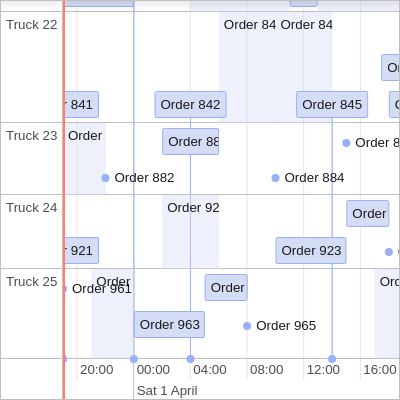 Truck 22
Order 84 Order 84
r 841
Order 842
Order 845
Truck 23
Order
Order 88
Order 8
Order 882
Order 884
Truck 24
Order 92
Order
r 921
Order 923
Truck 25
Order
Order
Order 961
Order 963
Order 965
20:00 00:00 04:00 08:00 12:00 16:00
Sat 1 April